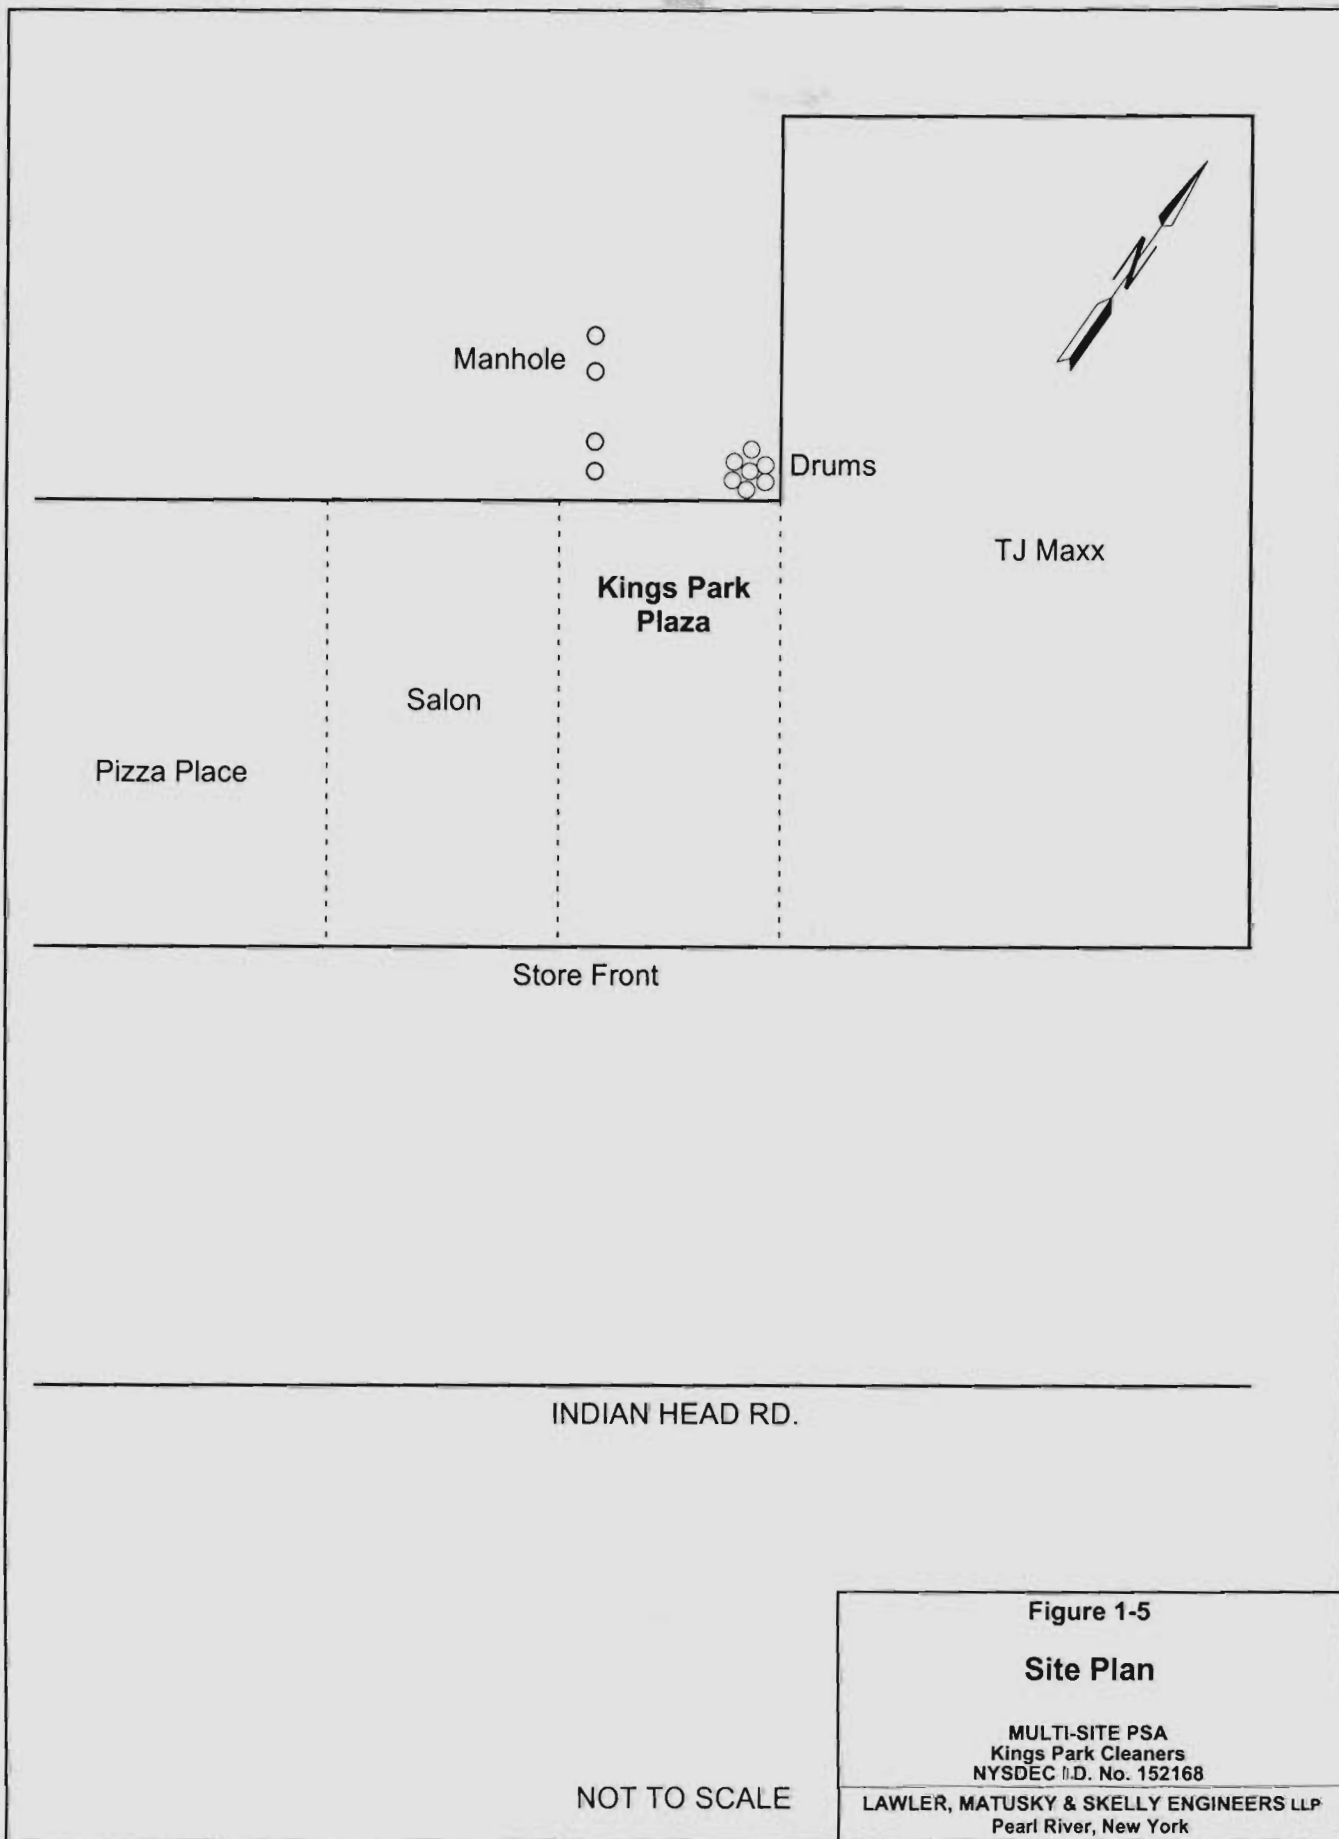 N
Manhole
Drums
TJ Maxx
Kings Park
Plaza
Salon
Pizza Place
Store Front
INDIAN HEAD RD.
Figure 1-5
Site Plan
MULTI-SITE PSA
Kings Park Cleaners
NYSDEC I.D. No. 152168
NOT TO SCALE
LAWLER, MATUSKY & SKELLY ENGINEERS LLP
Pearl River, New York